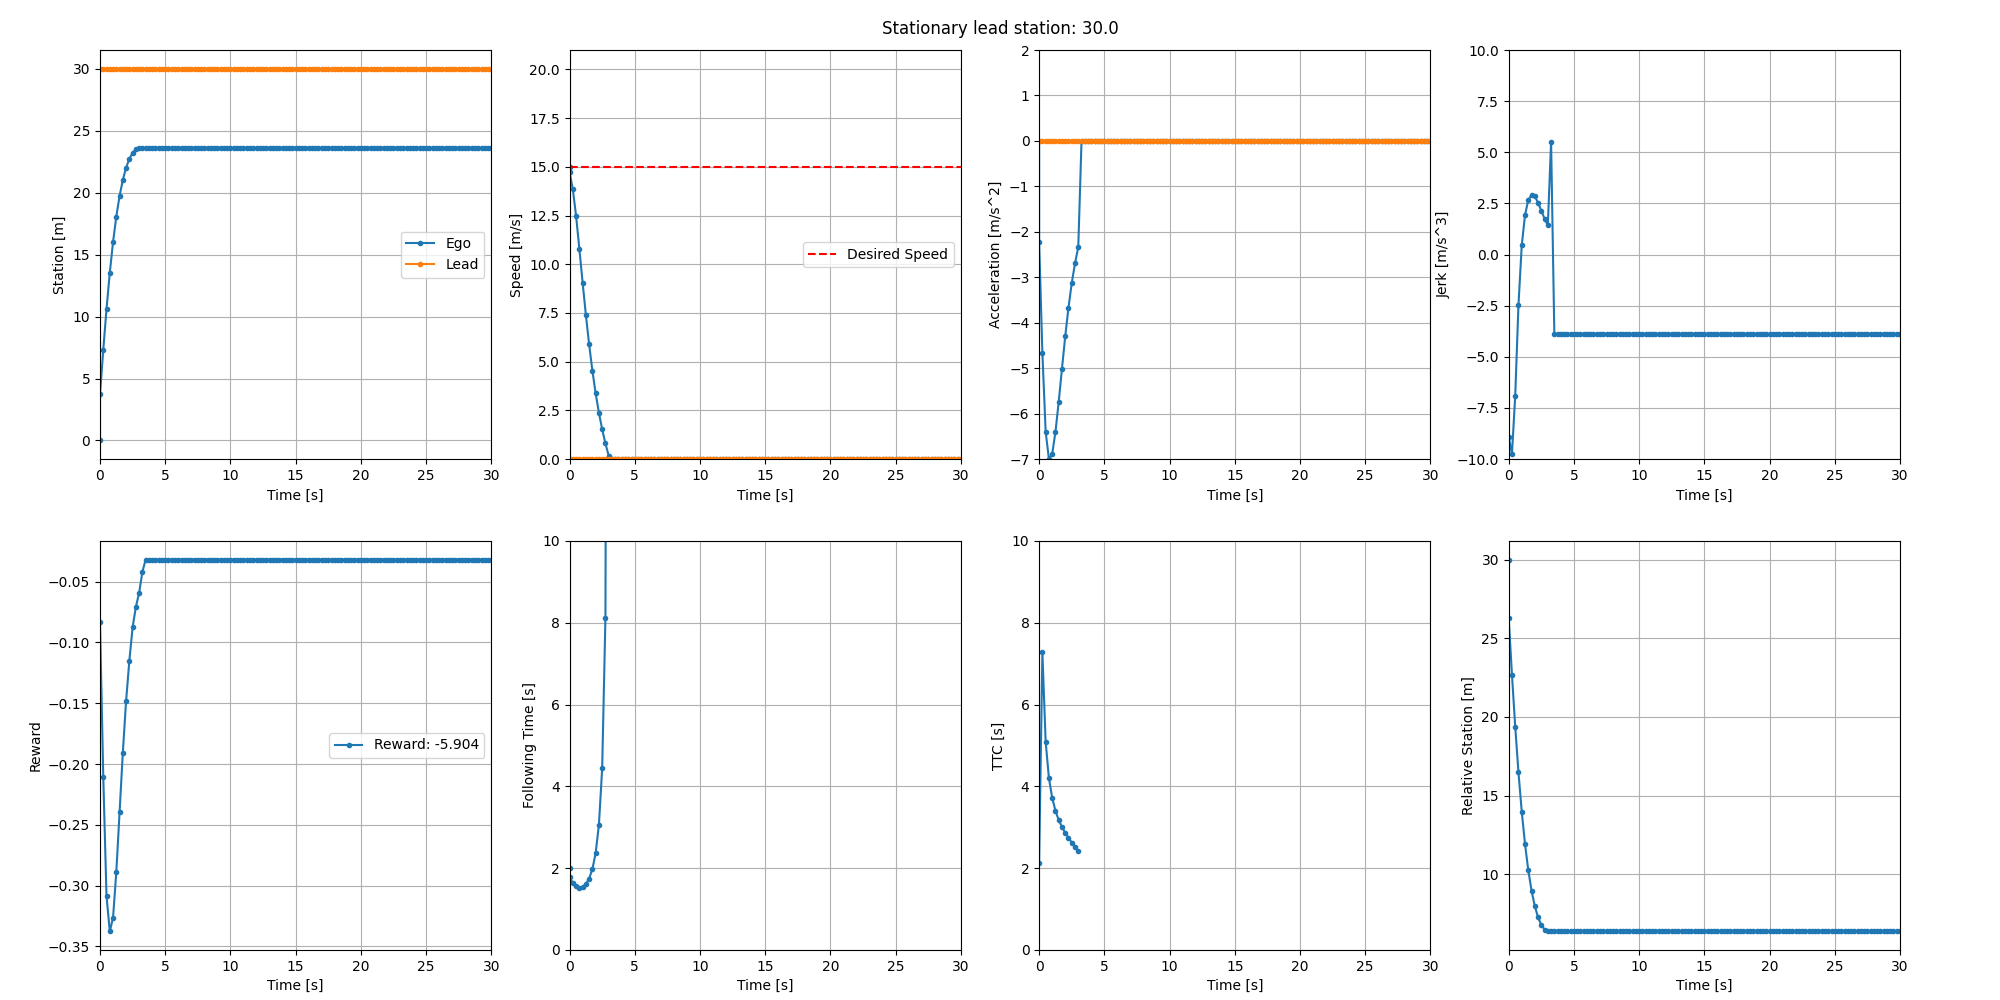 Stationary lead station: 30.0
Station [m]
30
25
20
15
10
5
0
Ego
Lead
0 5 10 15 20 25 30
Time [s]
Speed [m/s]
20.0
17.5
15.0
12.5
10.0
7.5
5.0
2.5
0.0
Desired Speed
0 5 10 15 20 25 30
Time [s]
Acceleration [m/s^2]
2
1
0
−1
−2
−3
−4
−5
−6
−7
0 5 10 15 20 25 30
Time [s]
Jerk [m/s^3]
10.0
7.5
5.0
2.5
0.0
−2.5
−5.0
−7.5
−10.0
0 5 10 15 20 25 30
Time [s]
Reward
−0.05
−0.10
−0.15
−0.20
−0.25
−0.30
−0.35
Reward: -5.904
0 5 10 15 20 25 30
Time [s]
Following Time [s]
10
8
6
4
2
0
0 5 10 15 20 25 30
Time [s]
TTC [s]
10
8
6
4
2
0
0 5 10 15 20 25 30
Time [s]
Relative Station [m]
30
25
20
15
10
0 5 10 15 20 25 30
Time [s]